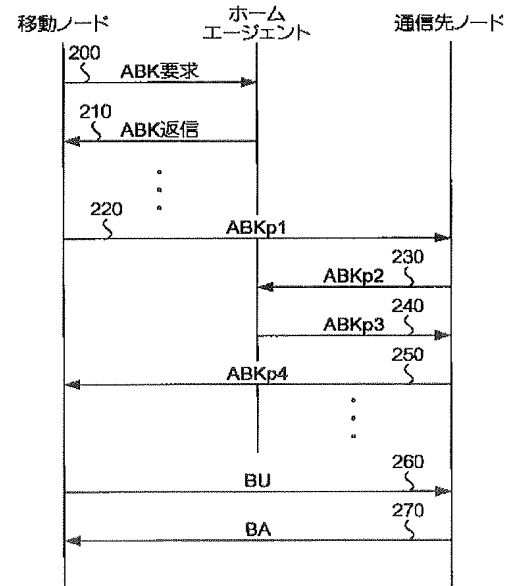 移動ノード
ホーム
エージェント
通信先ノード
200
ABK要求
210
ABK返信
220
ABKp1
230
ABKp2
240
ABKp3
250
ABKp4
260
BU
270
BA